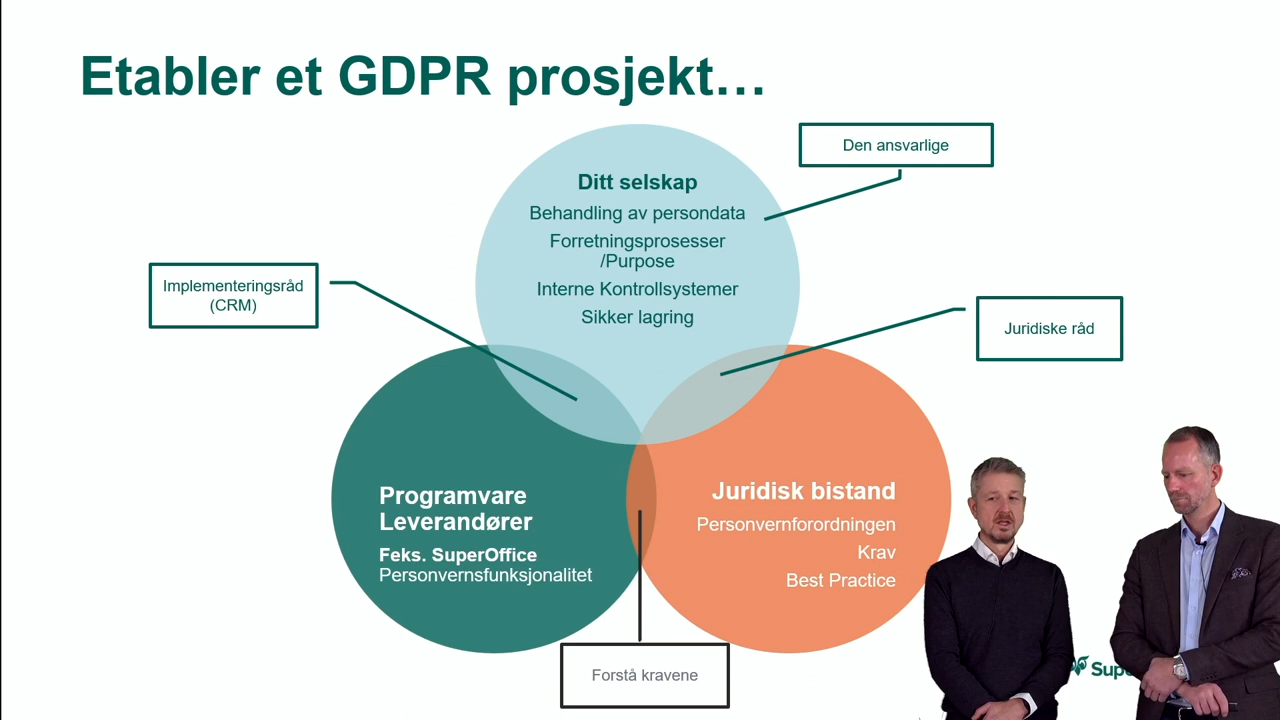 Etabler et GDPR prosjekt…
Den ansvarlige
Ditt selskap
Behandling av persondata
Forretningsprosesser
/Purpose
Interne Kontrollsystemer
Sikker lagring
Implementeringsråd
(CRM)
Juridiske råd
Programvare
Leverandører
Feks. SuperOffice
Personvernsfunksjonalitet
Juridisk bistand
Personvernforordningen
Krav
Best Practice
Forstå kravene